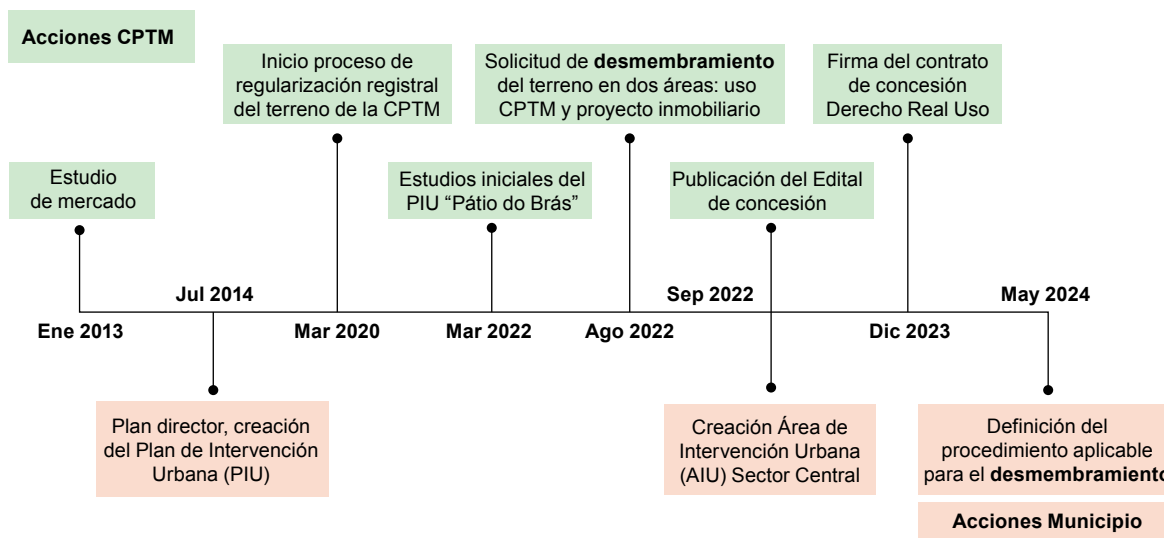 Acciones CPTM
Inicio proceso de
regularización registral
del terreno de la CPTM
Solicitud de desmembramiento
del terreno en dos áreas: uso
CPTM y proyecto inmobiliario
Firma del contrato
de concesión
Derecho Real Uso
Estudio
de mercado
Estudios iniciales del
PIU “Pátio do Brás”
Publicación del Edital
de concesión
Jul 2014
Sep 2022
May 2024
Ene 2013
Mar 2020
Mar 2022
Ago 2022
Dic 2023
Plan director, creación
del Plan de Intervención
Urbana (PIU)
Creación Área de
Intervención Urbana
(AIU) Sector Central
Definición del
procedimiento aplicable
para el desmembramiento
Acciones Municipio